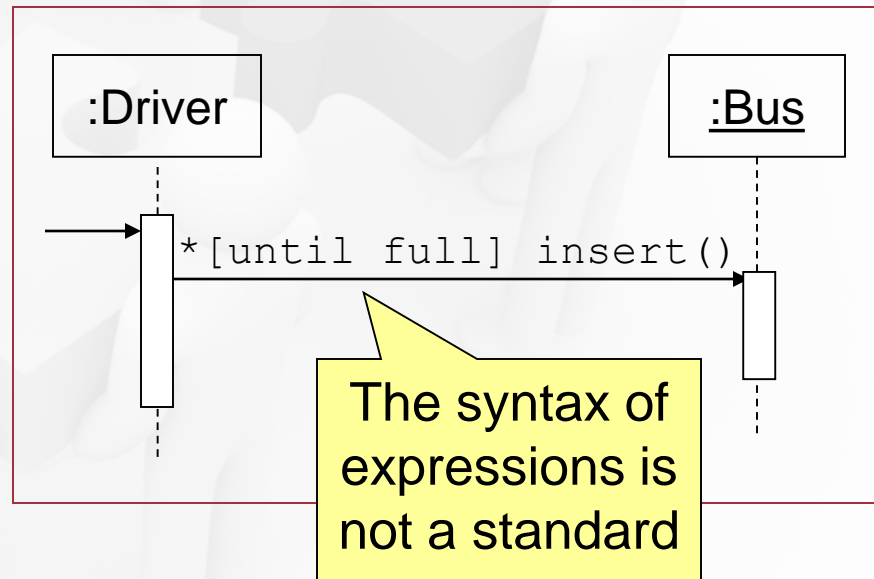 :Driver
:Bus
*[until full] insert()
The syntax of
expressions is
not a standard